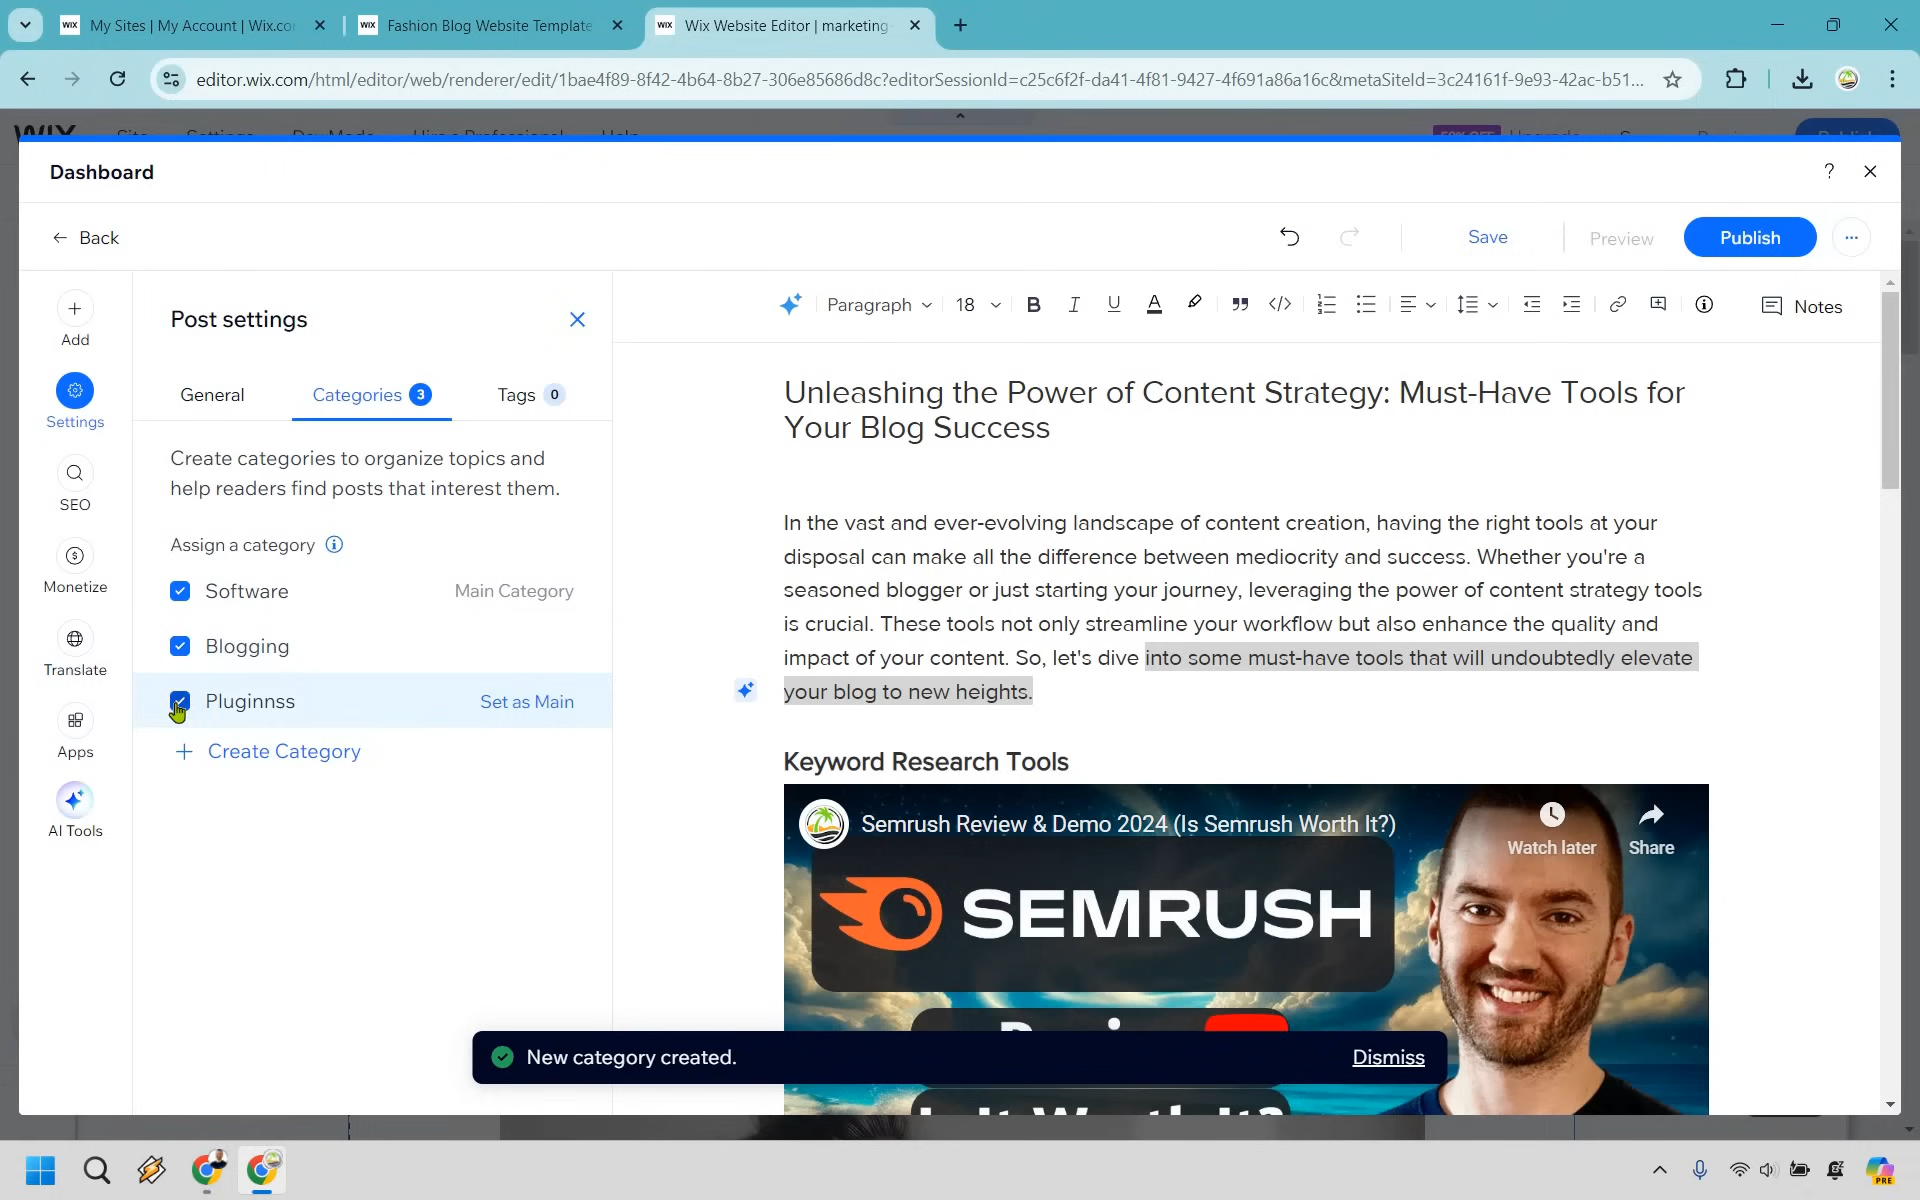 My Sites | My Account | Wix.co
Fashion Blog Website Template
Wix Website Editor | marketing
editor.wix.com/html/editor/web/renderer/edit/1bae4f89-8f42-4b64-8b27-306e85686d8c?editorSessionId=c25c6f2f-da41-4f81-9427-4f691a86a16c&metaSiteId=3c24161f-9e93-42ac-b51...
Dashboard
Back
Save
Preview
Publish
Add
Settings
SEO
Monetize
Translate
Apps
AI Tools
Post settings
General
Categories 3
Tags 0
Create categories to organize topics and
help readers find posts that interest them.
Assign a category
Software
Main Category
Blogging
Pluginnss
Set as Main
Create Category
Paragraph
18
Notes
Unleashing the Power of Content Strategy: Must-Have Tools for
Your Blog Success
In the vast and ever-evolving landscape of content creation, having the right tools at your
disposal can make all the difference between mediocrity and success. Whether you're a
seasoned blogger or just starting your journey, leveraging the power of content strategy tools
is crucial. These tools not only streamline your workflow but also enhance the quality and
impact of your content. So, let's dive into some must-have tools that will undoubtedly elevate
your blog to new heights.
Keyword Research Tools
Semrush Review & Demo 2024 (Is Semrush Worth It?)
Watch later
Share
SEMRUSH
New category created.
Dismiss
PRE